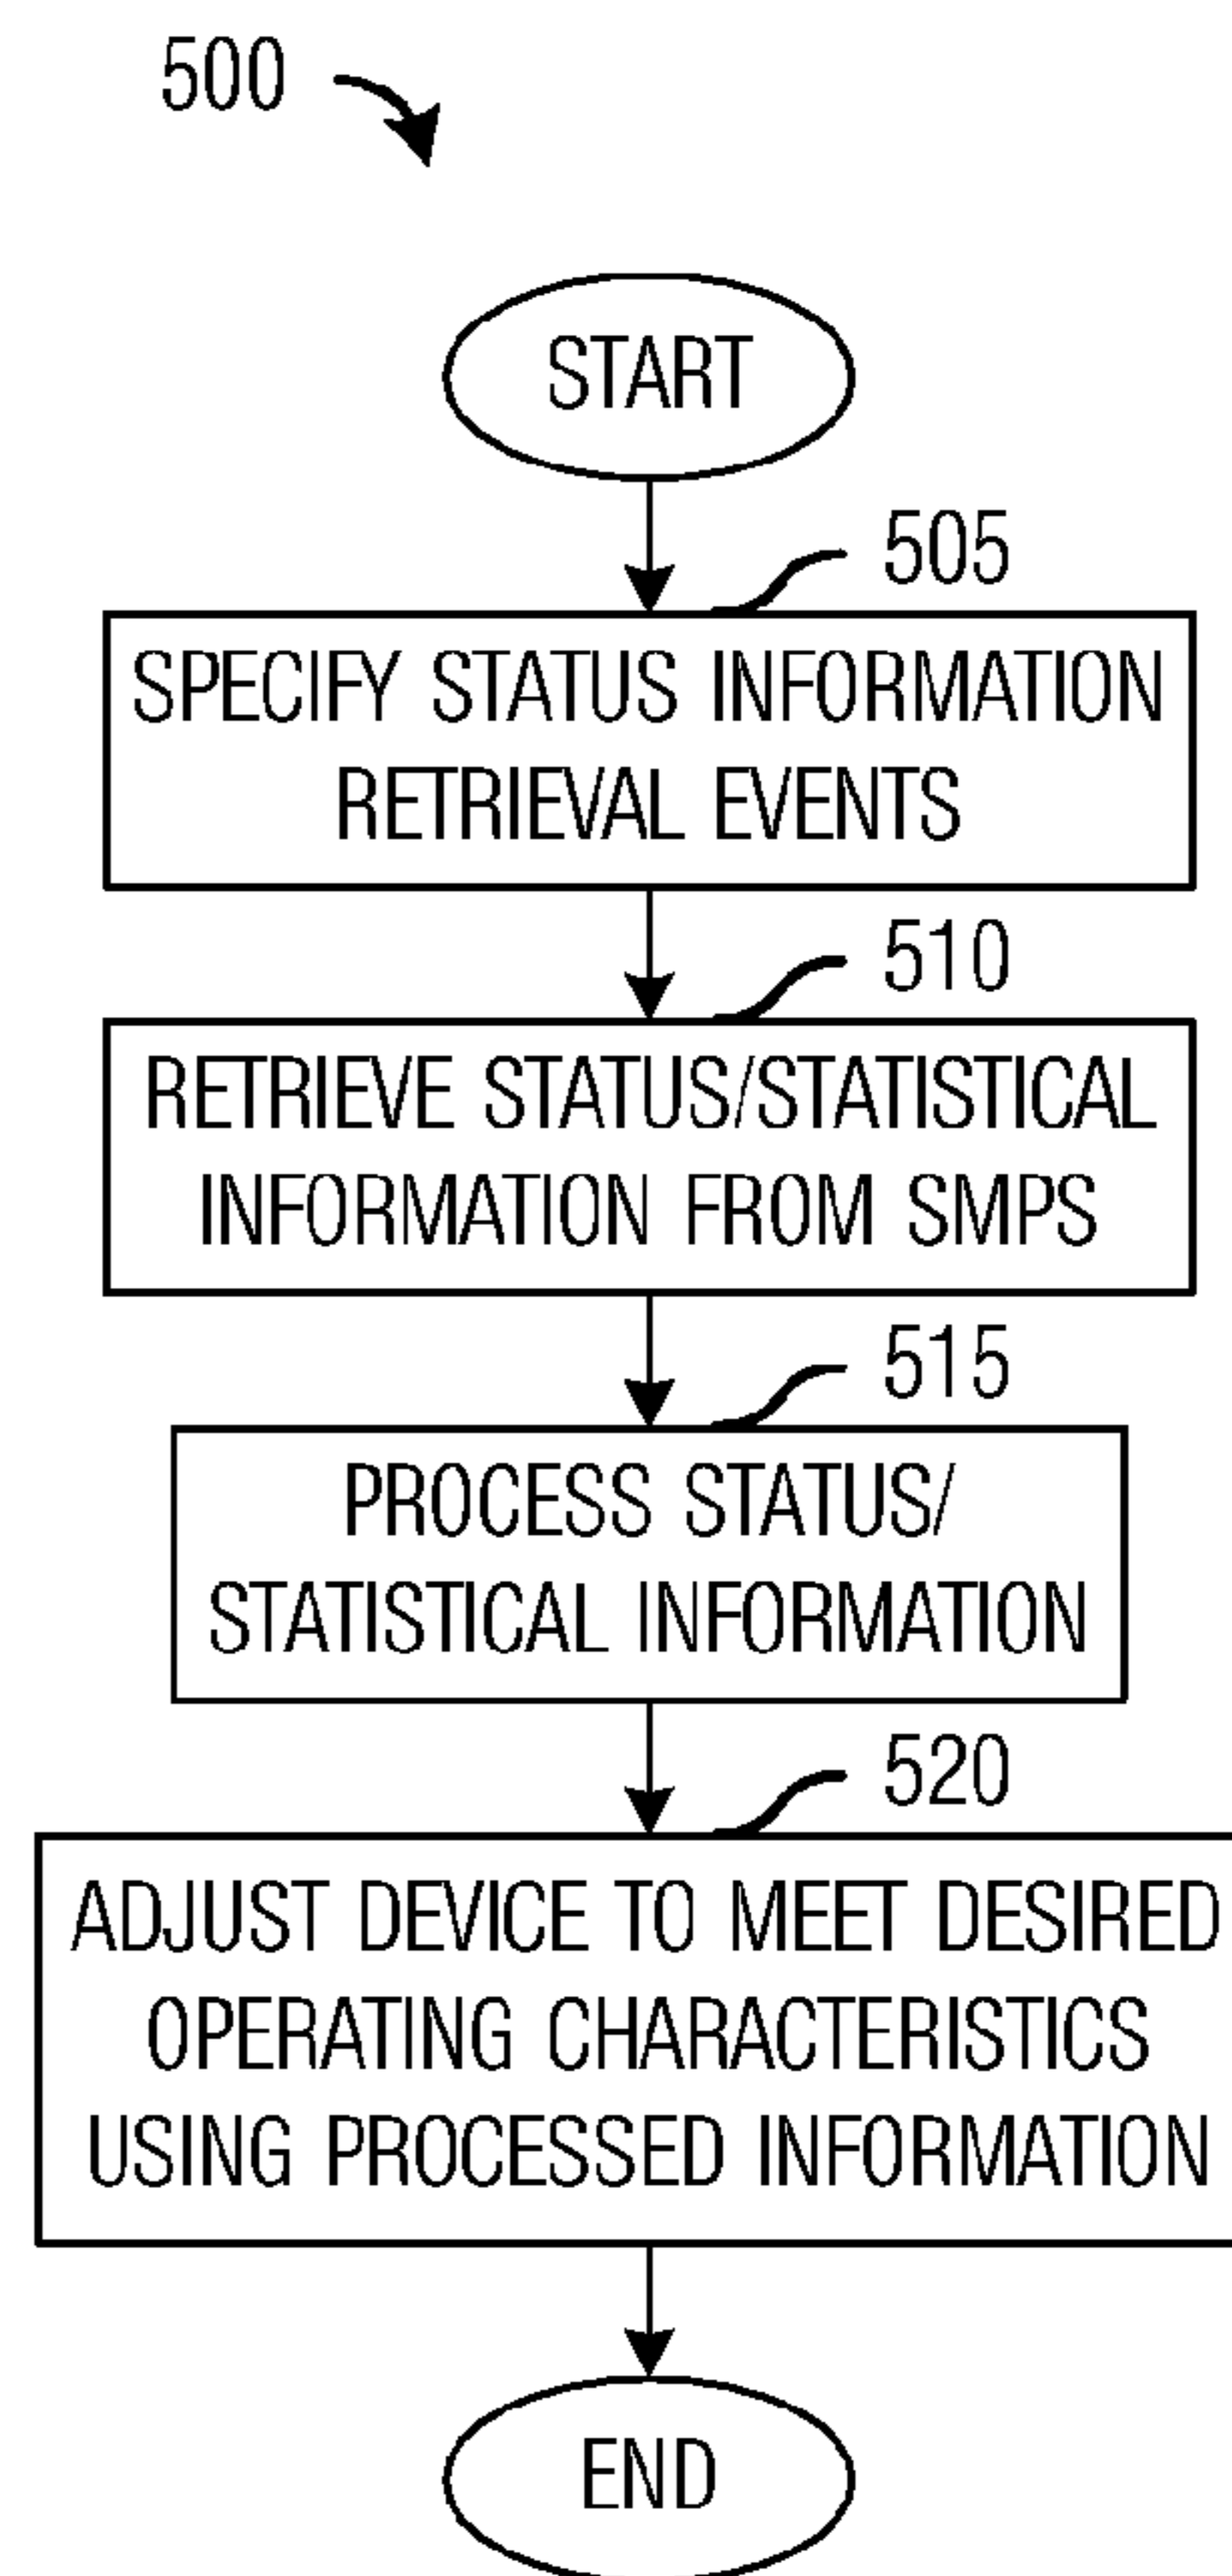 500
START
505
SPECIFY STATUS INFORMATION
RETRIEVAL EVENTS
510
RETRIEVE STATUS/STATISTICAL
INFORMATION FROM SMPS
515
PROCESS STATUS/
STATISTICAL INFORMATION
520
ADJUST DEVICE TO MEET DESIRED
OPERATING CHARACTERISTICS
USING PROCESSED INFORMATION
END